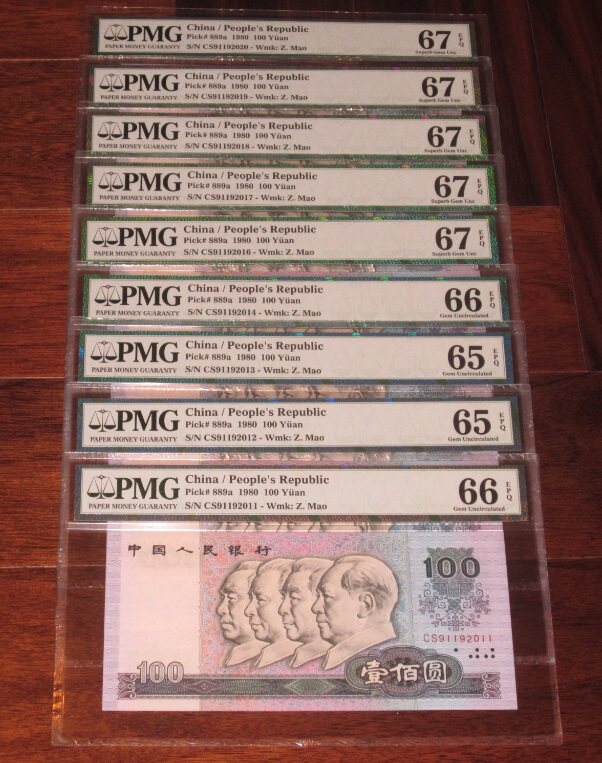 PMG
PAPER MONEY GUARANTY
China / People's Republic
Pick# 889a 1980 100 Yüan
S/N CS91192020 - Wmk: Z. Mao
67 EPQ
Superb Gem Unc
PMG
PAPER MONEY GUARANTY
China / People's Republic
Pick# 889a 1980 100 Yüan
S/N CS91192019 - Wmk: Z. Mao
67 EPQ
Superb Gem Unc
PMG
PAPER MONEY GUARANTY
China / People's Republic
Pick# 889a 1980 100 Yüan
S/N CS91192018 - Wmk: Z. Mao
67 EPQ
Superb Gem Unc
PMG
PAPER MONEY GUARANTY
China / People's Republic
Pick# 889a 1980 100 Yüan
S/N CS91192017 - Wmk: Z. Mao
67 EPQ
Superb Gem Unc
PMG
PAPER MONEY GUARANTY
China / People's Republic
Pick# 889a 1980 100 Yüan
S/N CS91192016 - Wmk: Z. Mao
67 EPQ
Superb Gem Unc
PMG
PAPER MONEY GUARANTY
China / People's Republic
Pick# 889a 1980 100 Yüan
S/N CS91192014 - Wmk: Z. Mao
66 EPQ
Gem Uncirculated
PMG
PAPER MONEY GUARANTY
China / People's Republic
Pick# 889a 1980 100 Yüan
S/N CS91192013 - Wmk: Z. Mao
65 EPQ
Gem Uncirculated
PMG
PAPER MONEY GUARANTY
China / People's Republic
Pick# 889a 1980 100 Yüan
S/N CS91192012 - Wmk: Z. Mao
65 EPQ
Gem Uncirculated
PMG
PAPER MONEY GUARANTY
China / People's Republic
Pick# 889a 1980 100 Yüan
S/N CS91192011 - Wmk: Z. Mao
66 EPQ
Gem Uncirculated
中国人民银行
100
CS91192011
100
壹佰圆